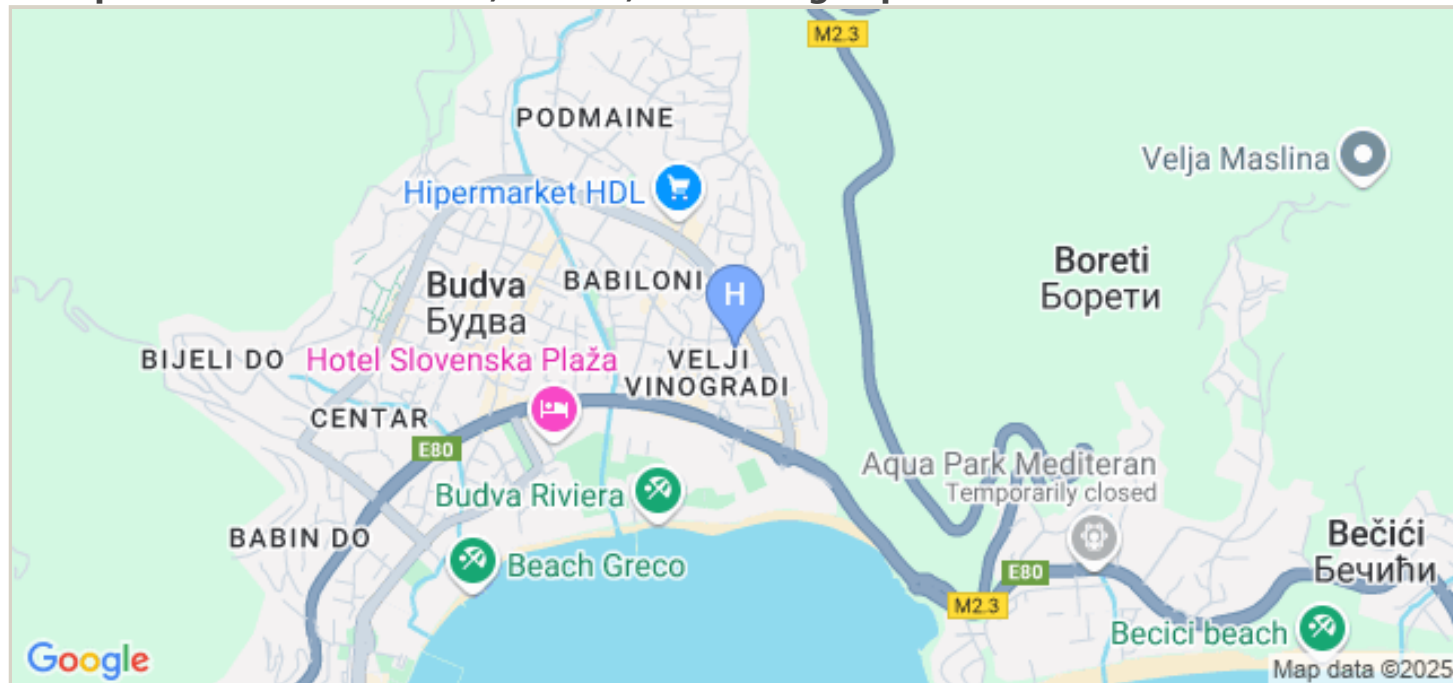 M2.3
PODMAINE
Velja Maslina
Hipermarket HDL
Boreti
Борети
Budva
Будва
BABILONI
H
BIJELI DO
Hotel Slovenska Plaža
VELJI
VINOGRADI
CENTAR
E80
Aqua Park Mediteran
Temporarily closed
Budva Riviera
BABIN DO
Bečići
Бечићи
Beach Greco
E80
M2.3
Becici beach
Google
Map data ©2025